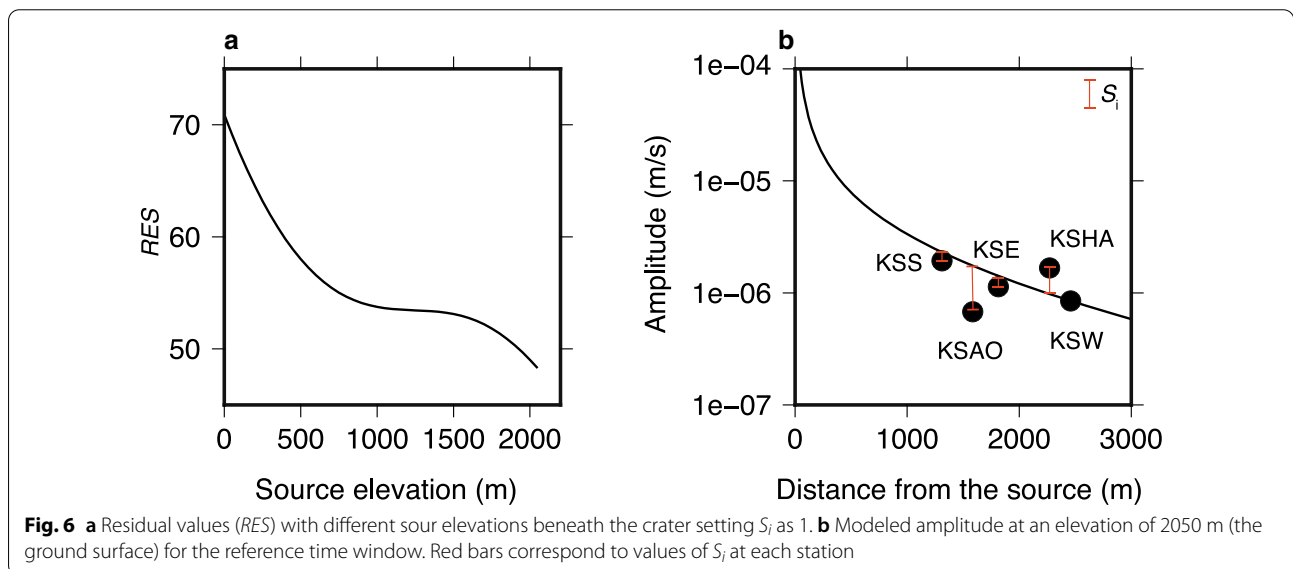 a
70
60
50
RES
0 500 1000 1500 2000
Source elevation (m)
b
1e−04
1e−05
1e−06
1e−07
Amplitude (m/s)
Si
KSS
KSE
KSHA
KSAO
KSW
0 1000 2000 3000
Distance from the source (m)
Fig. 6 a Residual values (RES) with different sour elevations beneath the crater setting Si as 1. b Modeled amplitude at an elevation of 2050 m (the
ground surface) for the reference time window. Red bars correspond to values of Si at each station